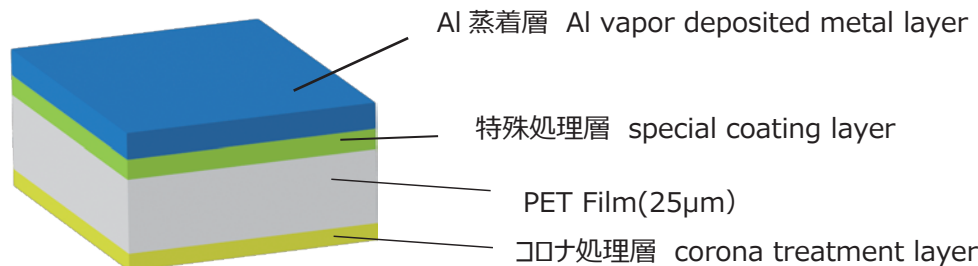 Al 蒸着層 Al vapor deposited metal layer
特殊処理層 special coating layer
PET Film(25μm)
コロナ処理層 corona treatment layer